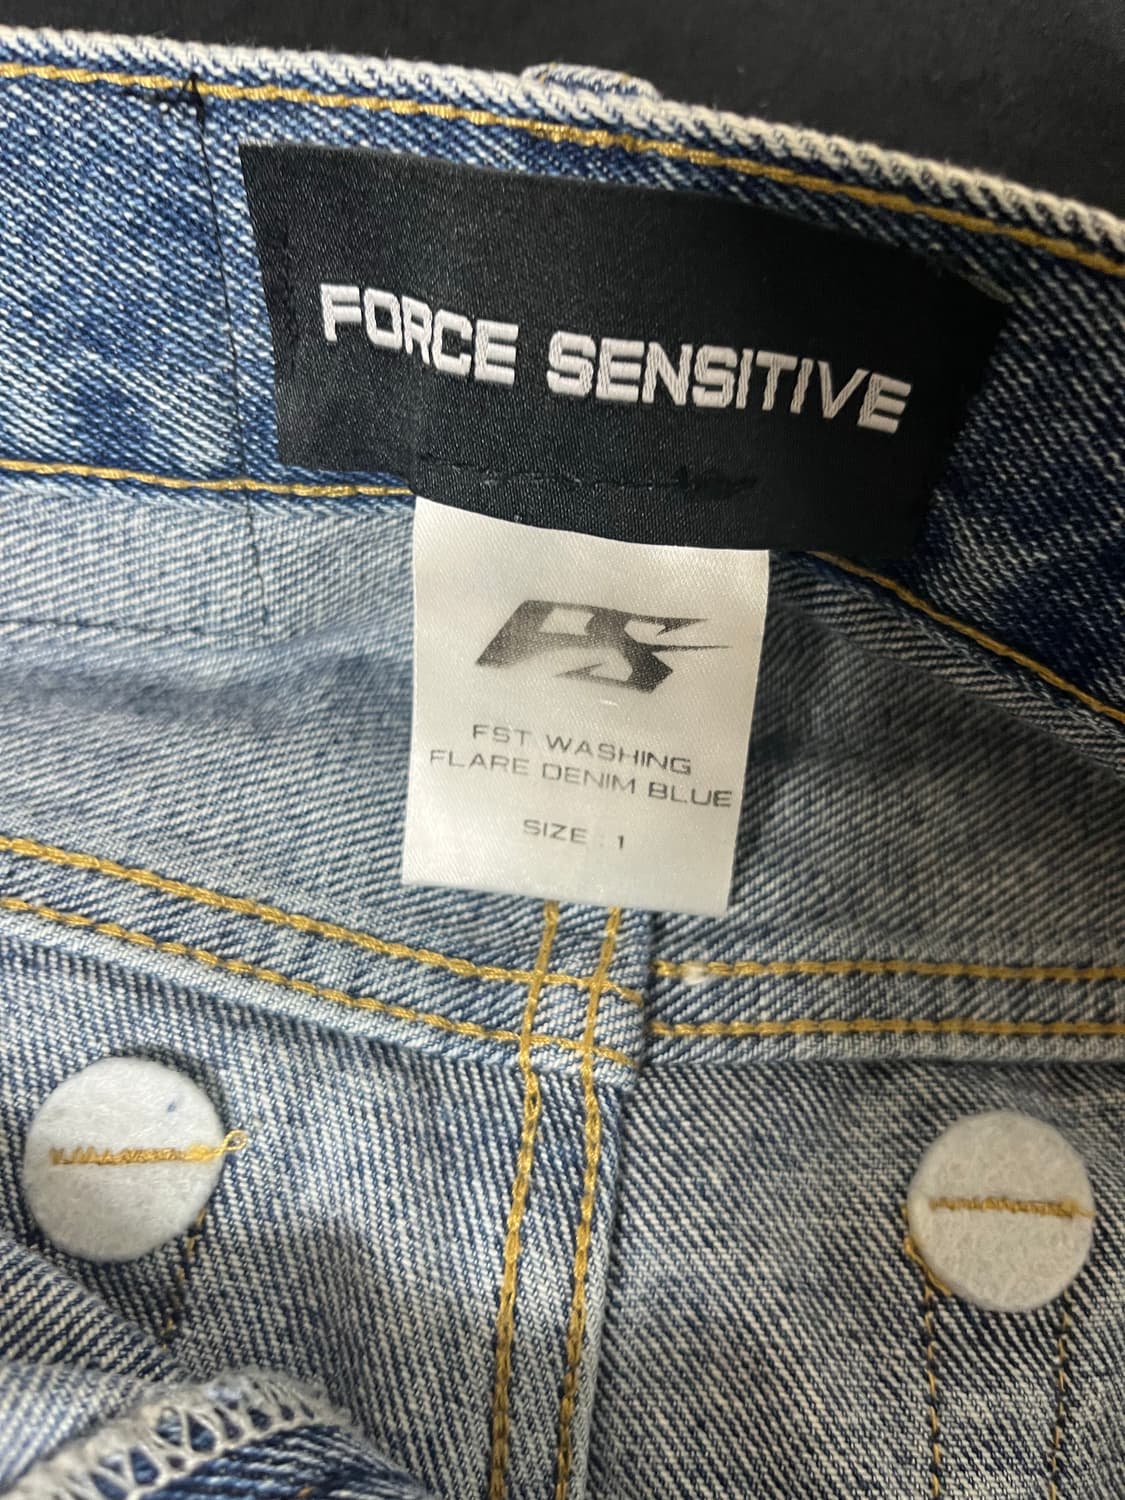 FORCE SENSITIVE
FS
FST WASHING
FLARE DENIM BLUE
SIZE : 1